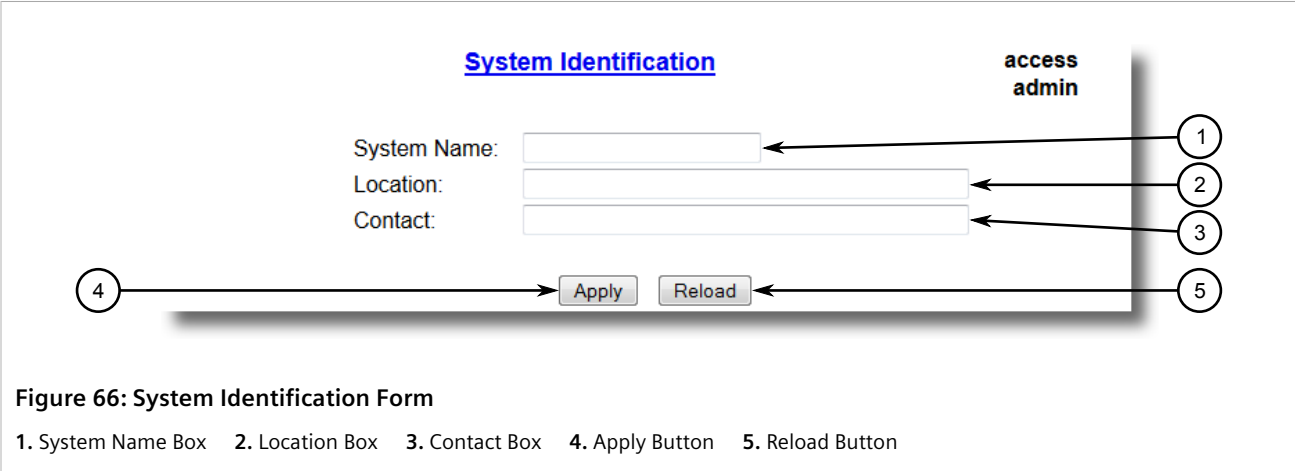 System Identification
access
admin
System Name:
1
Location:
2
Contact:
3
4
Apply
Reload
5
Figure 66: System Identification Form
1. System Name Box 2. Location Box 3. Contact Box 4. Apply Button 5. Reload Button